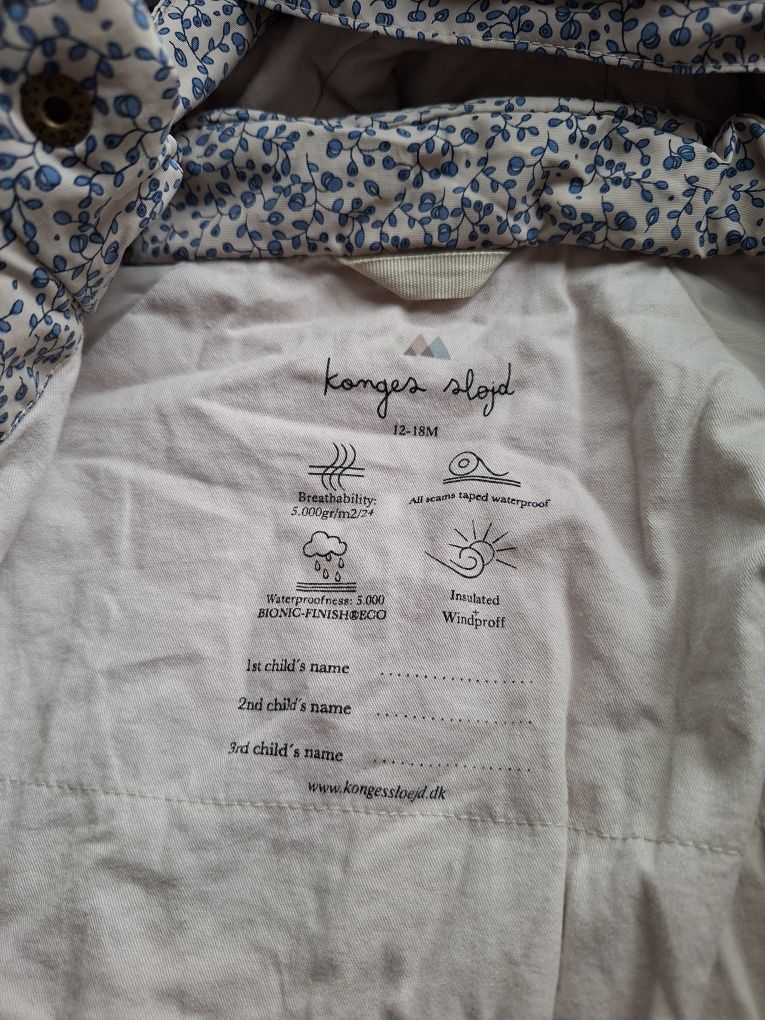 konges sløjd
12-18M
Breathability:
5.000gr/m2/24
All seams taped waterproof
Waterproofness: 5.000
BIONIC-FINISH®ECO
Insulated
+
Windproff
1st child´s name
2nd child´s name
3rd child´s name
www.kongessloejd.dk